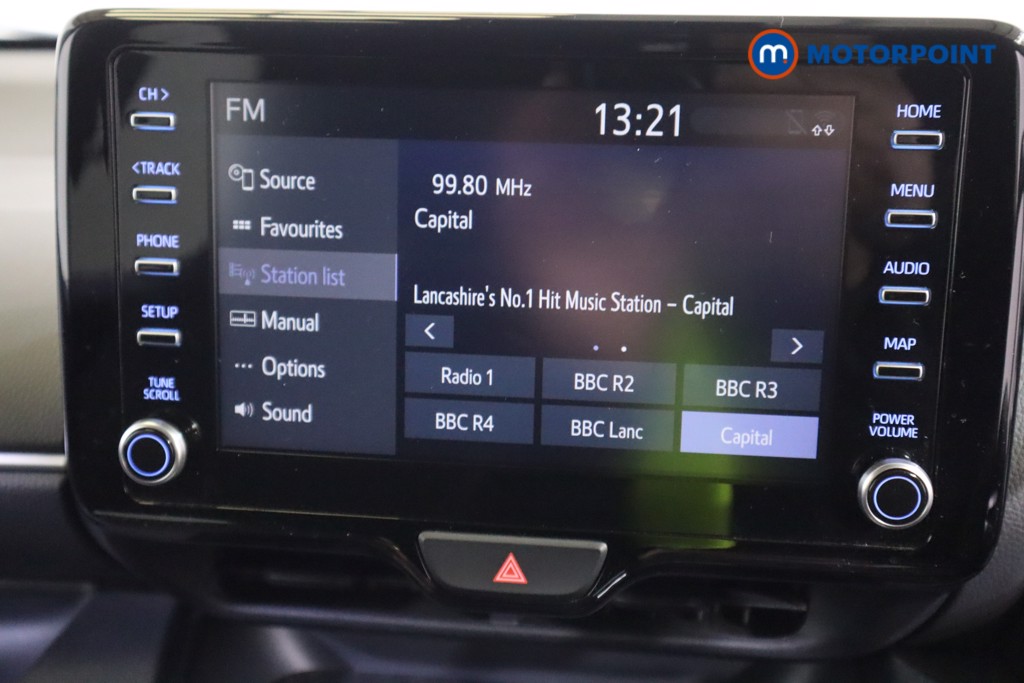 m MOTORPOINT
CH >
FM
13:21
HOME
<TRACK
Source
99.80 MHz
MENU
Favourites
Capital
PHONE
Station list
AUDIO
Lancashire's No.1 Hit Music Station – Capital
SETUP
Manual
< >
MAP
Options
Radio 1 BBC R2 BBC R3
TUNE
SCROLL
Sound
BBC R4 BBC Lanc Capital
POWER
VOLUME